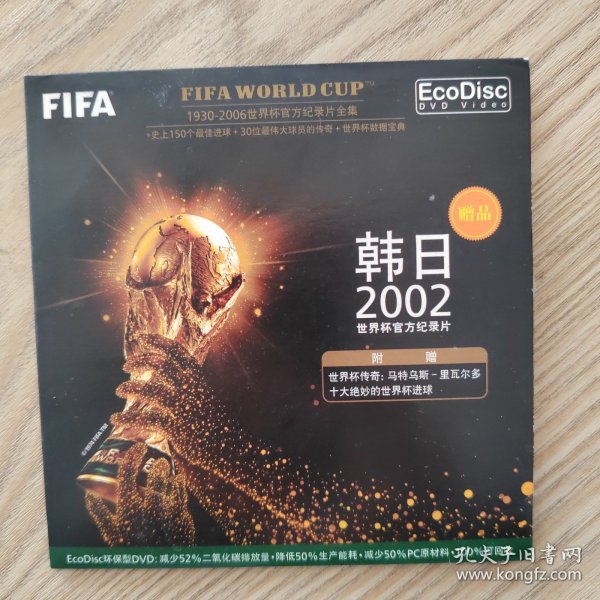 FIFA
FIFA WORLD CUP™
1930-2006世界杯官方纪录片全集
史上150个最佳进球+30位最伟大球员的传奇+世界杯数据宝典
EcoDisc
DVD Video
赠品
韩日
2002
世界杯官方纪录片
附 赠
世界杯传奇: 马特乌斯-里瓦尔多
十大绝妙的世界杯进球
EcoDisc环保型DVD: 减少52%二氧化碳排放量·降低50%生产能耗·减少50%PC原材料·
孔夫子旧书网
www.kongfz.com